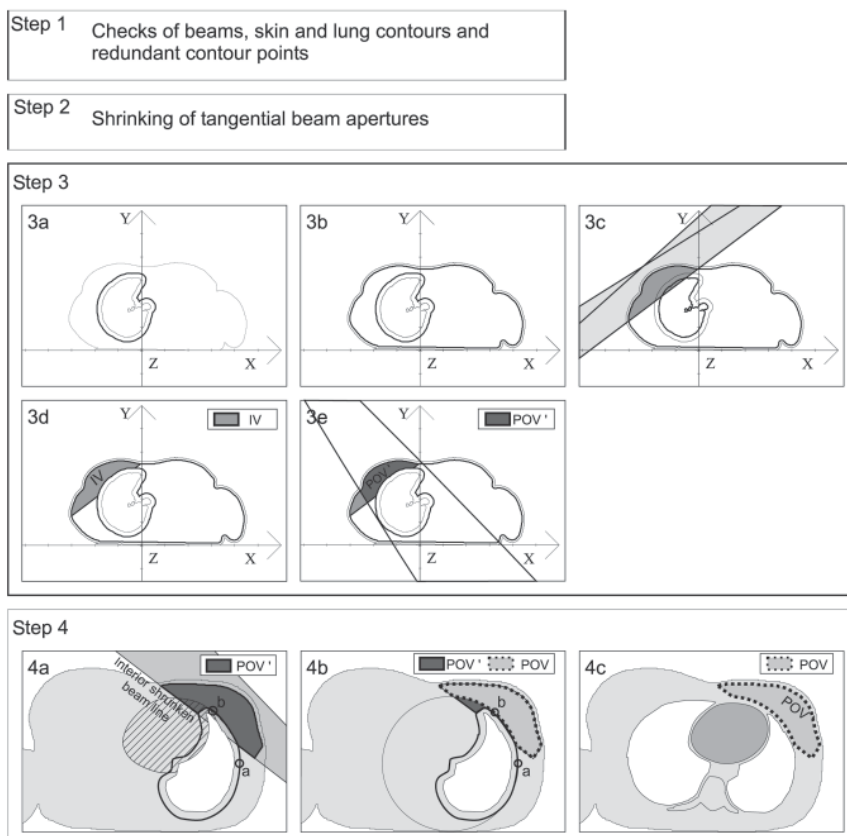 Step 1
Checks of beams, skin and lung contours and
redundant contour points
Step 2
Shrinking of tangential beam apertures
Step 3
3a
Y
Z
X
3b
Y
Z
X
3c
Y
Z
X
3d
Y
IV
IV
Z
X
3e
Y
POV '
POV '
Z
X
Step 4
4a
POV '
Interior shrunken
beam line
b
a
4b
POV '
POV
b
a
4c
POV
POV